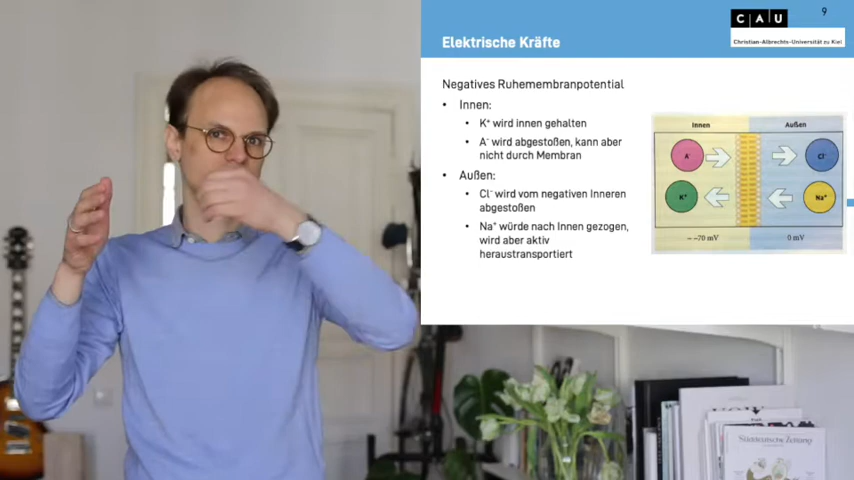 9
CAU
Christian-Albrechts-Universität zu Kiel
Elektrische Kräfte
Negatives Ruhemembranpotential
• Innen:
• K⁺ wird innen gehalten
• A⁻ wird abgestoßen, kann aber
nicht durch Membran
• Außen:
• Cl⁻ wird vom negativen Inneren
abgestoßen
• Na⁺ würde nach Innen gezogen,
wird aber aktiv
heraustransportiert
Innen
Außen
A⁻
Cl⁻
K⁺
Na⁺
~ –70 mV
0 mV
Süddeutsche Zeitung